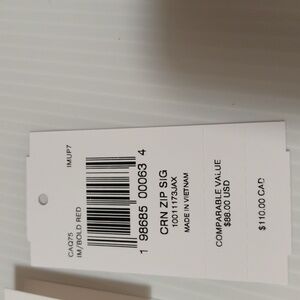 CAQ75
IM/BOLD RED
IMUP7
1 98685 00063 4
CRN ZIP SIG
10011173JAX
MADE IN VIETNAM
COMPARABLE VALUE
$88.00 USD
$110.00 CAD